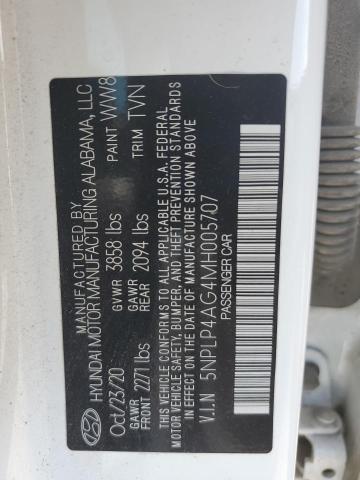 MANUFACTURED BY
HYUNDAI MOTOR MANUFACTURING ALABAMA, LLC
Oct/23/20 GVWR 3858 lbs PAINT WW8
GAWR FRONT 2271 lbs GAWR REAR 2094 lbs TRIM TVN
THIS VEHICLE CONFORMS TO ALL APPLICABLE U.S.A. FEDERAL
MOTOR VEHICLE SAFETY, BUMPER, AND THEFT PREVENTION STANDARDS
IN EFFECT ON THE DATE OF MANUFACTURE SHOWN ABOVE.
V.I.N 5NPLP4AG4MH005707
PASSENGER CAR